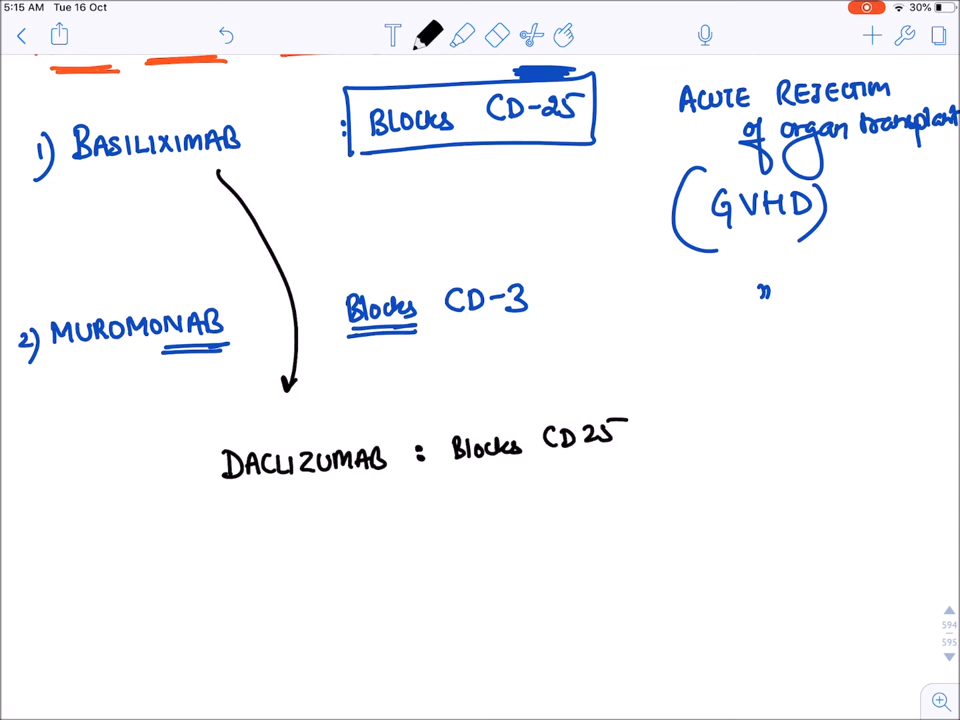 5:15 AM Tue 16 Oct
30%
T
1) BASILIXIMAB : BLOCKS CD-25
ACUTE REJECTION
of organ transplant
(GVHD)
2) MUROMONAB Blocks CD-3 "
DACLIZUMAB : Blocks CD25
594
595